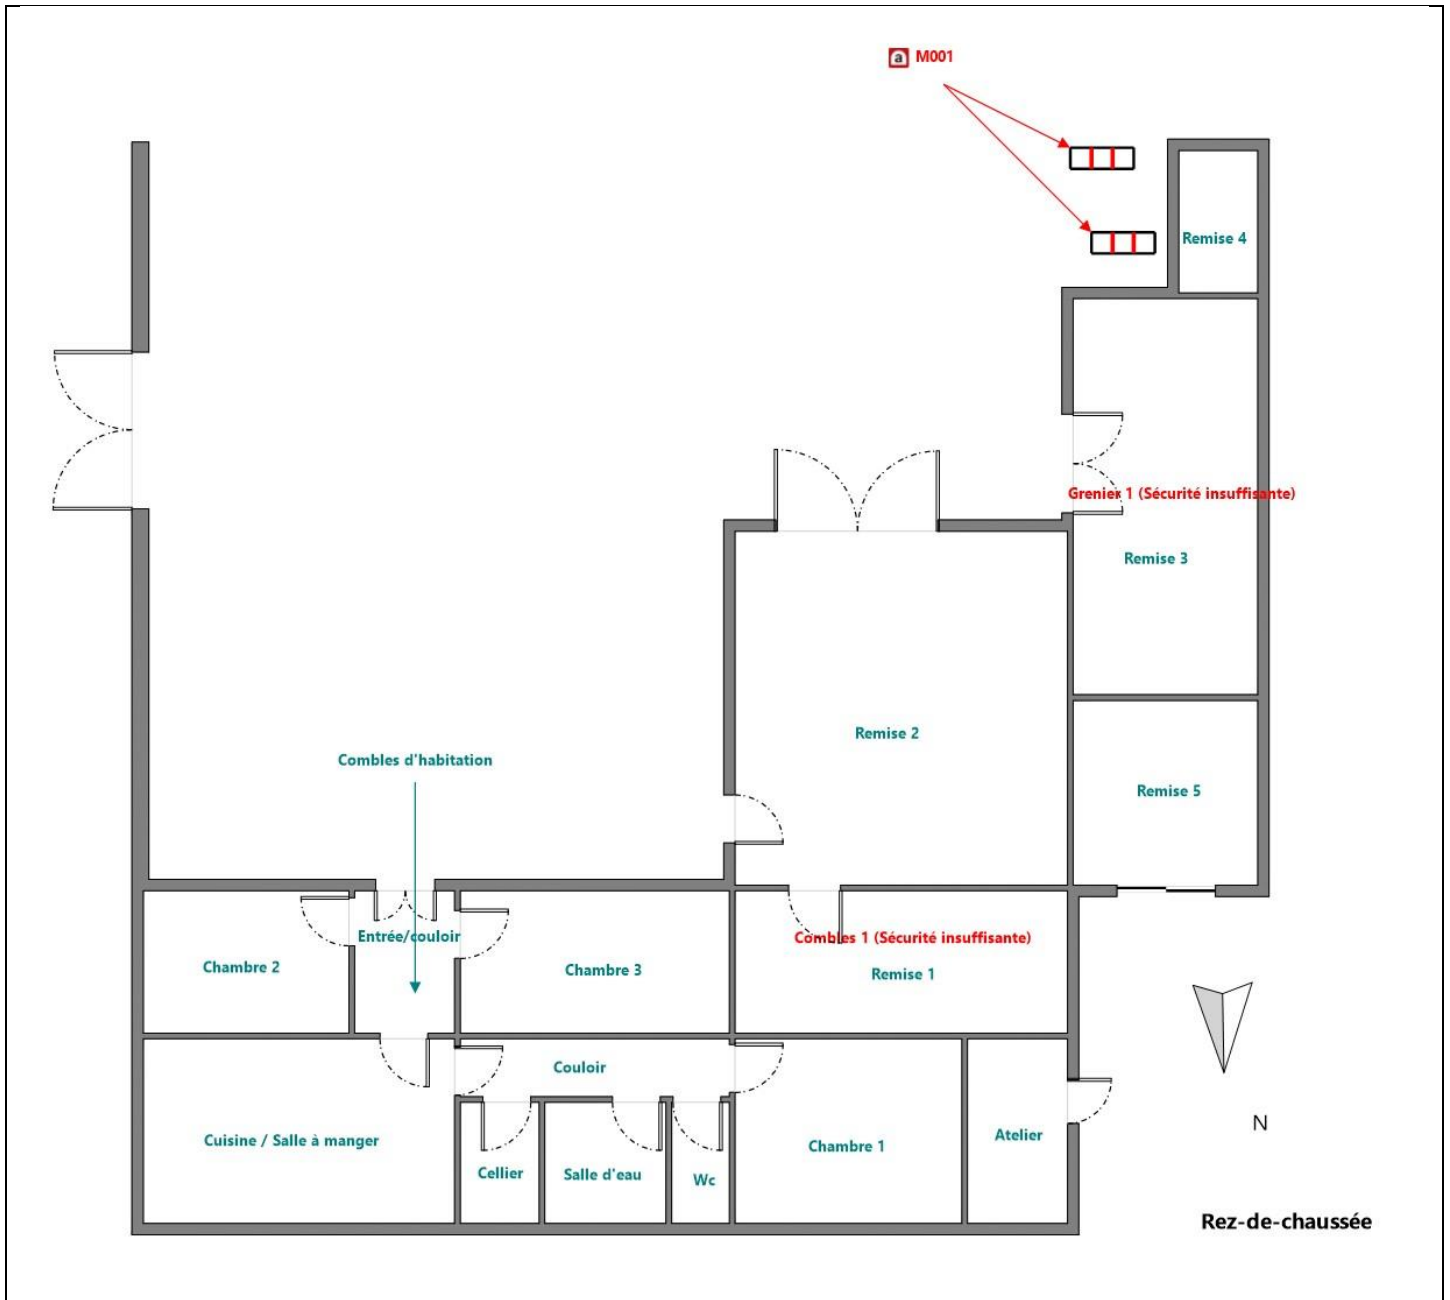 a M001
Remise 4
Grenier 1 (Sécurité insuffisante)
Remise 3
Remise 2
Combles d'habitation
Remise 5
Entrée/couloir
Combles 1 (Sécurité insuffisante)
Chambre 2
Chambre 3
Remise 1
Couloir
N
Cuisine / Salle à manger
Chambre 1
Atelier
Cellier
Salle d'eau
Wc
Rez-de-chaussée